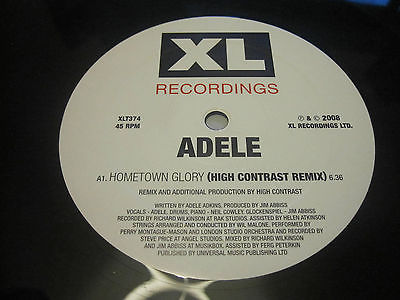 XL
RECORDINGS
XLT374
45 RPM
℗ & © 2008
XL RECORDINGS LTD.
ADELE
A1. HOMETOWN GLORY (HIGH CONTRAST REMIX) 6.36
REMIX AND ADDITIONAL PRODUCTION BY HIGH CONTRAST
WRITTEN BY ADELE ADKINS, PRODUCED BY JIM ABBISS
VOCALS - ADELE; DRUMS, PIANO - NEIL COWLEY, GLOCKENSPIEL - JIM ABBISS
RECORDED BY RICHARD WILKINSON AT RAK STUDIOS. ASSISTED BY HELEN ATKINSON
STRINGS ARRANGED AND CONDUCTED BY WIL MALONE. PERFORMED BY
PERRY MONTAGUE-MASON AND LONDON STUDIO ORCHESTRA AND RECORDED BY
STEVE PRICE AT ANGEL STUDIOS. MIXED BY RICHARD WILKINSON
AND JIM ABBISS AT MUSIKBOX. ASSISTED BY FERG PETERKIN
PUBLISHED BY UNIVERSAL MUSIC PUBLISHING LTD